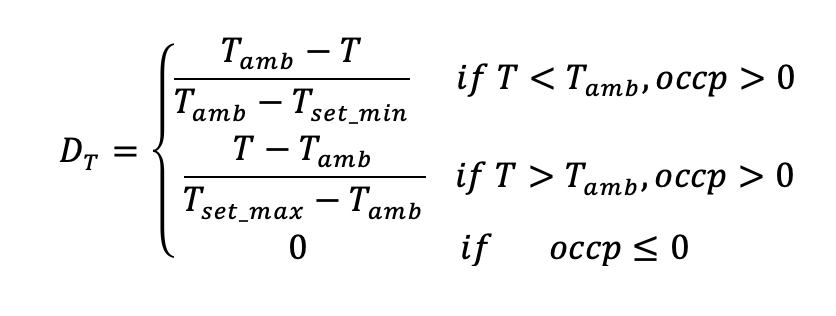 T_amb − T / T_amb − T_set_min if T < T_amb, occp > 0
D_T = {
T − T_amb / T_set_max − T_amb if T > T_amb, occp > 0
0 if occp ≤ 0